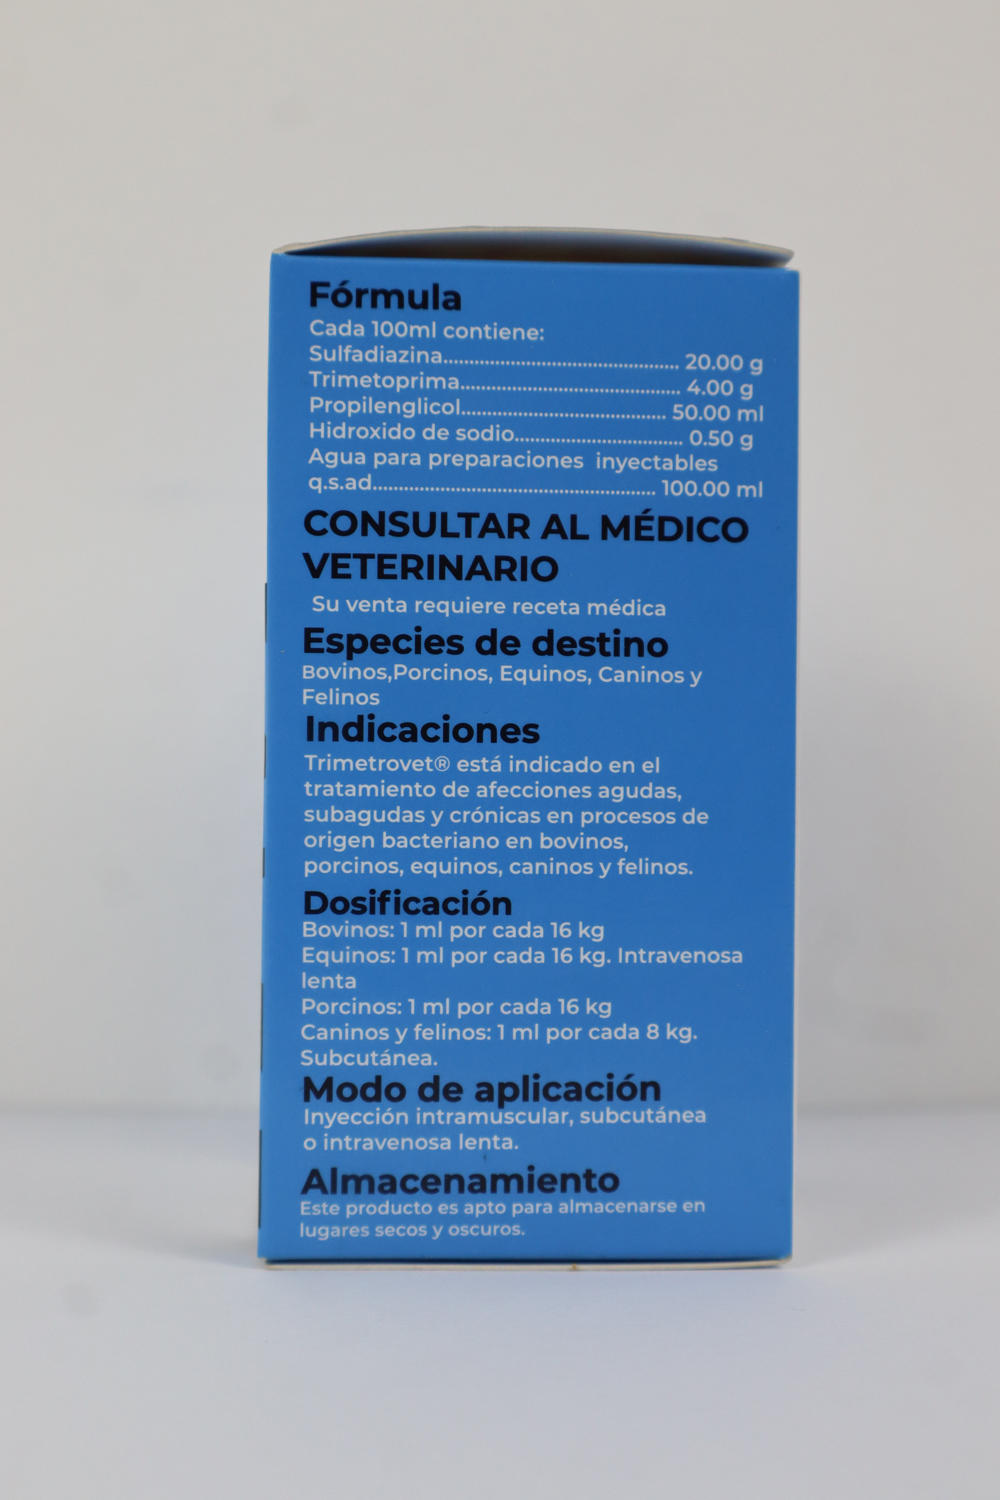 Fórmula
Cada 100ml contiene:
Sulfadiazina........................................... 20.00 g
Trimetoprima........................................ 4.00 g
Propilenglicol..................................... 50.00 ml
Hidroxido de sodio............................... 0.50 g
Agua para preparaciones inyectables
q.s.ad.................................................... 100.00 ml
CONSULTAR AL MÉDICO
VETERINARIO
Su venta requiere receta médica
Especies de destino
Bovinos,Porcinos, Equinos, Caninos y
Felinos
Indicaciones
Trimetrovet® está indicado en el
tratamiento de afecciones agudas,
subagudas y crónicas en procesos de
origen bacteriano en bovinos,
porcinos, equinos, caninos y felinos.
Dosificación
Bovinos: 1 ml por cada 16 kg
Equinos: 1 ml por cada 16 kg. Intravenosa
lenta
Porcinos: 1 ml por cada 16 kg
Caninos y felinos: 1 ml por cada 8 kg.
Subcutánea.
Modo de aplicación
Inyección intramuscular, subcutánea
o intravenosa lenta.
Almacenamiento
Este producto es apto para almacenarse en
lugares secos y oscuros.